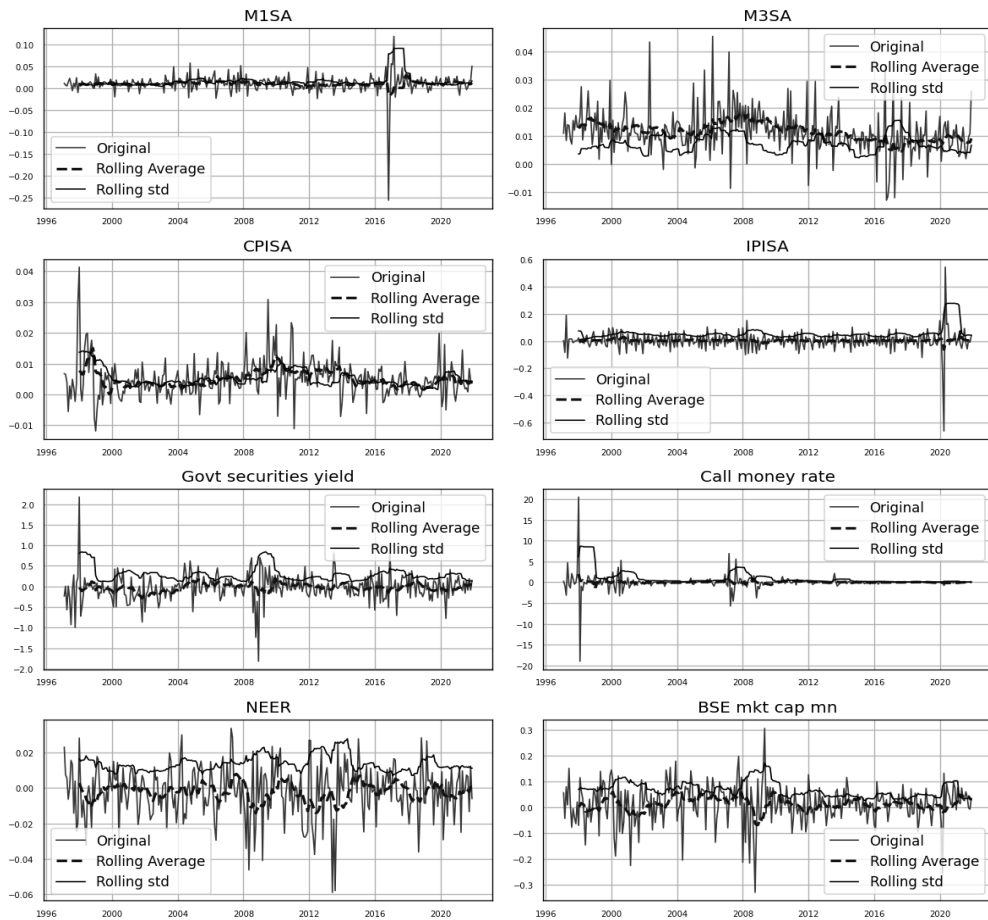 M1SA
0.10
0.05
0.00
−0.05
−0.10
−0.15
−0.20
−0.25
Original
Rolling Average
Rolling std
1996 2000 2004 2008 2012 2016 2020
M3SA
0.04
0.03
0.02
0.01
0.00
−0.01
Original
Rolling Average
Rolling std
1996 2000 2004 2008 2012 2016 2020
CPISA
0.04
0.03
0.02
0.01
0.00
−0.01
Original
Rolling Average
Rolling std
1996 2000 2004 2008 2012 2016 2020
IPISA
0.6
0.4
0.2
0.0
−0.2
−0.4
−0.6
Original
Rolling Average
Rolling std
1996 2000 2004 2008 2012 2016 2020
Govt securities yield
2.0
1.5
1.0
0.5
0.0
−0.5
−1.0
−1.5
−2.0
Original
Rolling Average
Rolling std
1996 2000 2004 2008 2012 2016 2020
Call money rate
20
15
10
5
0
−5
−10
−15
−20
Original
Rolling Average
Rolling std
1996 2000 2004 2008 2012 2016 2020
NEER
0.02
0.00
−0.02
−0.04
−0.06
Original
Rolling Average
Rolling std
1996 2000 2004 2008 2012 2016 2020
BSE mkt cap mn
0.3
0.2
0.1
0.0
−0.1
−0.2
−0.3
Original
Rolling Average
Rolling std
1996 2000 2004 2008 2012 2016 2020